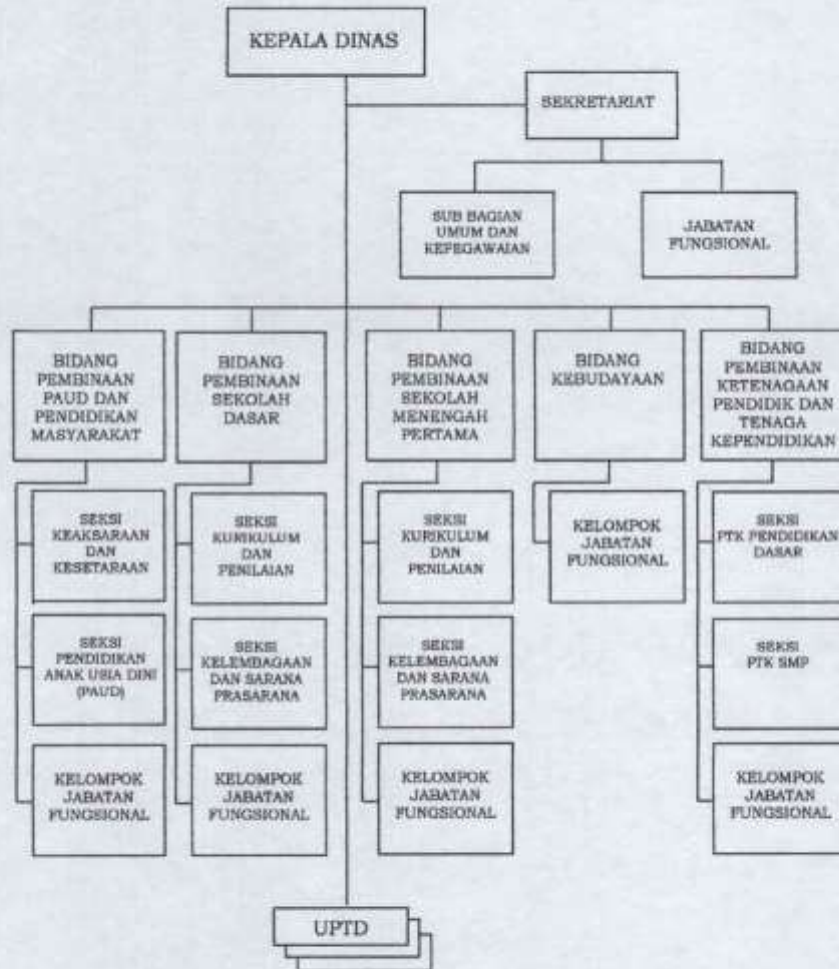 KEPALA DINAS
SEKRETARIAT
SUB BAGIAN
UMUM DAN
KEPEGAWAIAN
JABATAN
FUNGSIONAL
BIDANG
PEMBINAAN
PAUD DAN
PENDIDIKAN
MASYARAKAT
BIDANG
PEMBINAAN
SEKOLAH
DASAR
BIDANG
PEMBINAAN
SEKOLAH
MENENGAH
PERTAMA
BIDANG
KEBUDAYAAN
BIDANG
PEMBINAAN
KETENAGAAN
PENDIDIK DAN
TENAGA
KEPENDIDIKAN
SEKSI
KEAKSARAAN
DAN
KESETARAAN
SEKSI
KURIKULUM
DAN
PENILAIAN
SEKSI
KURIKULUM
DAN
PENILAIAN
KELOMPOK
JABATAN
FUNGSIONAL
SEKSI
PTK PENDIDIKAN
DASAR
SEKSI
PENDIDIKAN
ANAK USIA DINI
(PAUD)
SEKSI
KELEMBAGAAN
DAN SARANA
PRASARANA
SEKSI
KELEMBAGAAN
DAN SARANA
PRASARANA
SEKSI
PTK SMP
KELOMPOK
JABATAN
FUNGSIONAL
KELOMPOK
JABATAN
FUNGSIONAL
KELOMPOK
JABATAN
FUNGSIONAL
KELOMPOK
JABATAN
FUNGSIONAL
UPTD